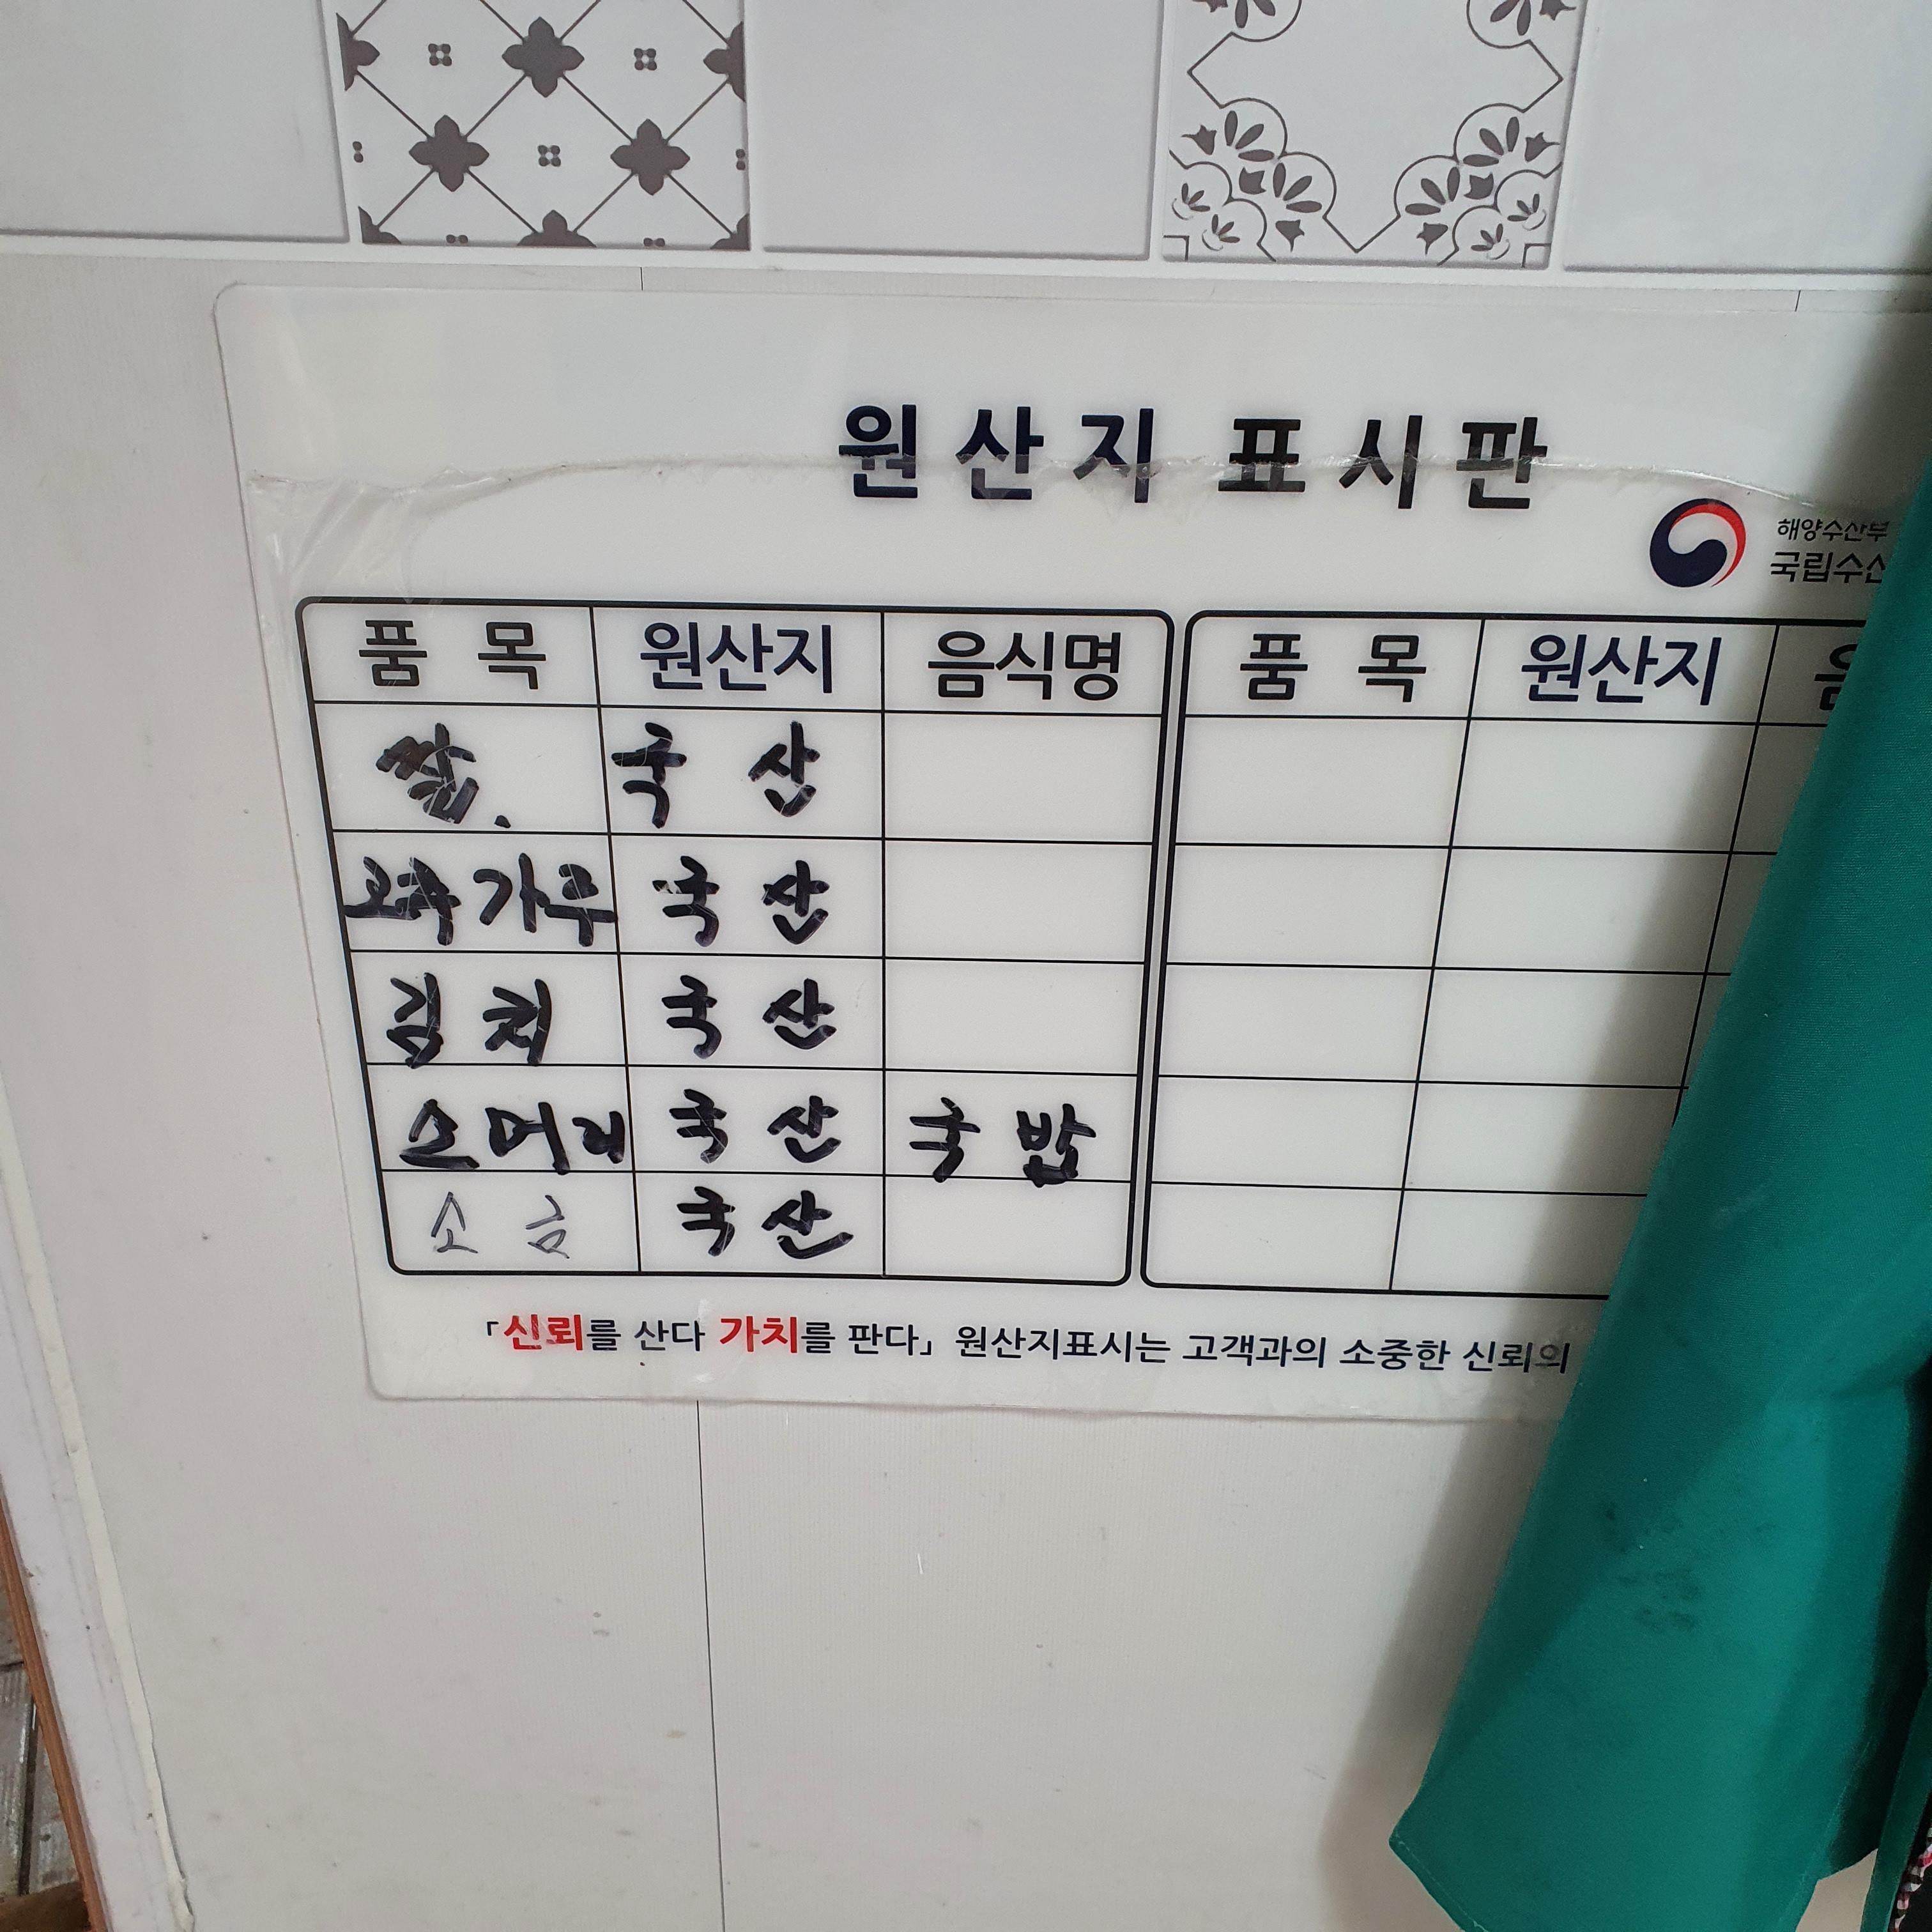 원산지 표시판
해양수산부
국립수산
품 목 원산지 음식명 품 목 원산지
쌀. 국 산
고추가루 국 산
김 치 국 산
소머리 국 산 국 밥
소 금 국산
「신뢰를 산다 가치를 판다」 원산지표시는 고객과의 소중한 신뢰의